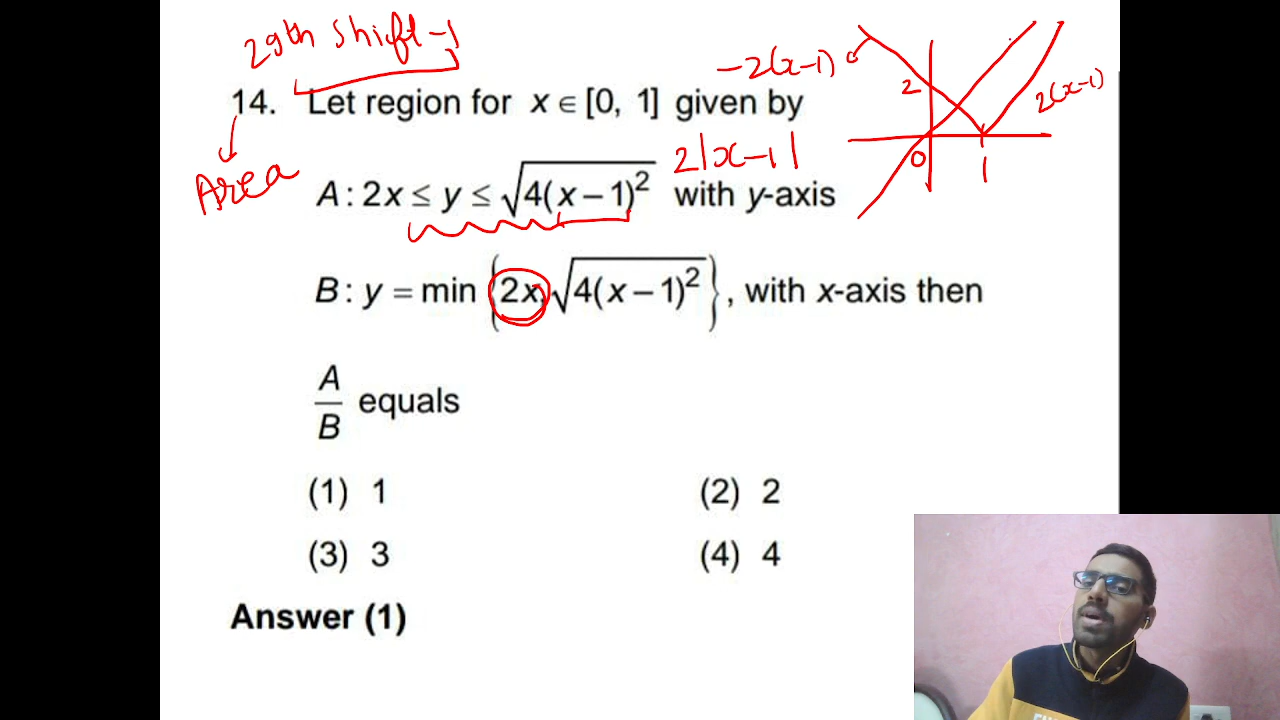 29th Shift-1
14. Let region for x ∈ [0, 1] given by
Area
A : 2x ≤ y ≤ √4(x – 1)² with y-axis
2|x-1|
B : y = min {2x, √4(x – 1)²}, with x-axis then
A/B equals
(1) 1
(2) 2
(3) 3
(4) 4
Answer (1)
-2(x-1)
2
2(x-1)
0
1